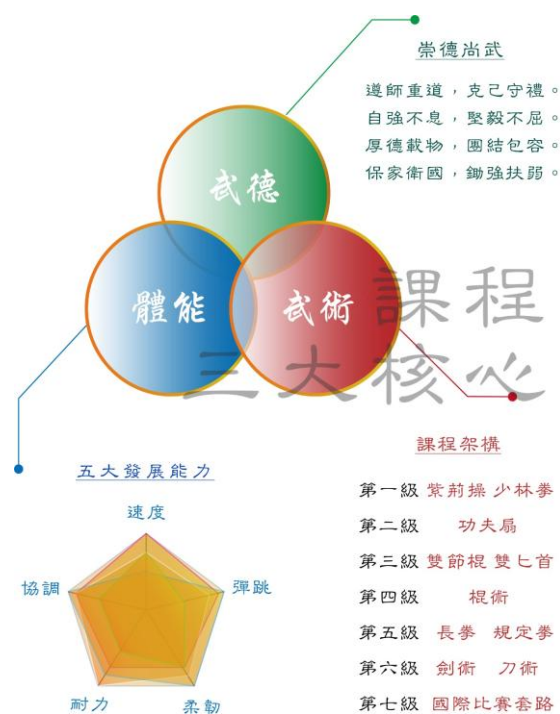 崇德尚武
遵師重道，克己守禮。
自强不息，堅毅不屈。
厚德載物，團結包容。
保家衛國，鋤强扶弱。
武德
體能
武術
課程
三大核心
五大發展能力
速度
協調
彈跳
耐力
柔韌
課程架構
第一級 紫荊操 少林拳
第二級 功夫扇
第三級 雙節棍 雙匕首
第四級 棍術
第五級 長拳 規定拳
第六級 劍術 刀術
第七級 國際比賽套路